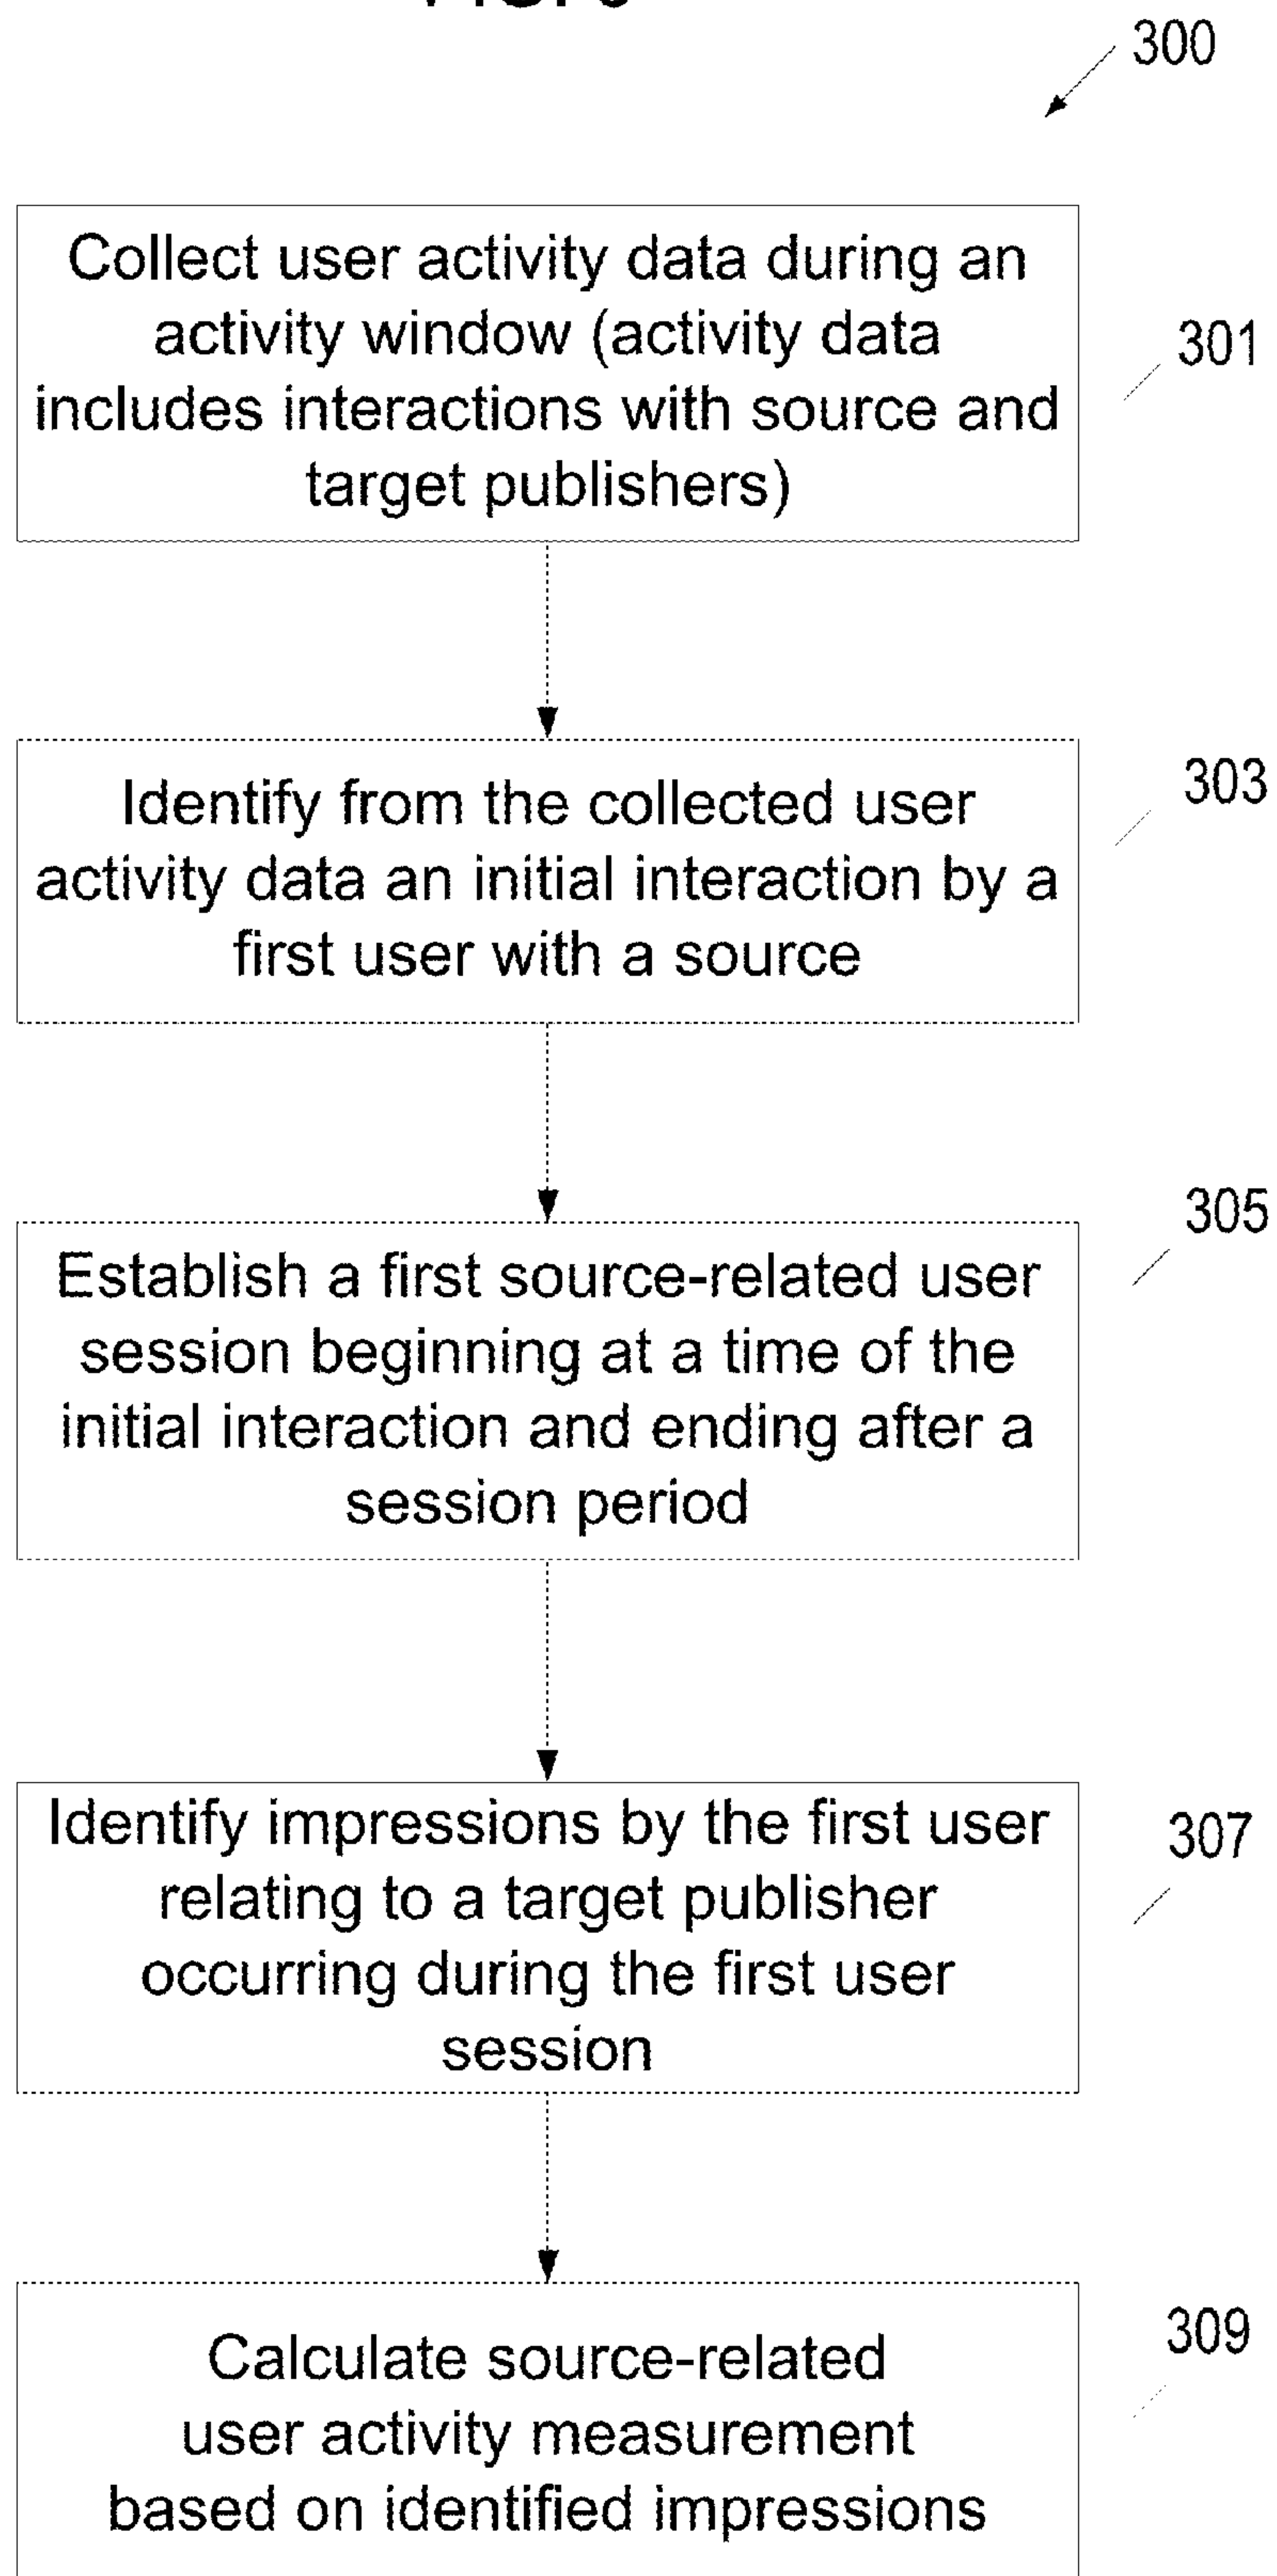 300
Collect user activity data during an
activity window (activity data
includes interactions with source and
target publishers)
301
Identify from the collected user
activity data an initial interaction by a
first user with a source
303
Establish a first source-related user
session beginning at a time of the
initial interaction and ending after a
session period
305
Identify impressions by the first user
relating to a target publisher
occurring during the first user
session
307
Calculate source-related
user activity measurement
based on identified impressions
309